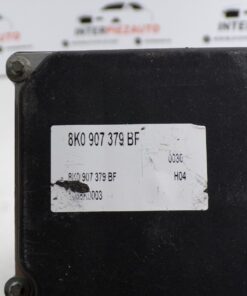 INTERPIEZAUTO
8K0 907 379 BF
0030
8K0 907 379 BF H04